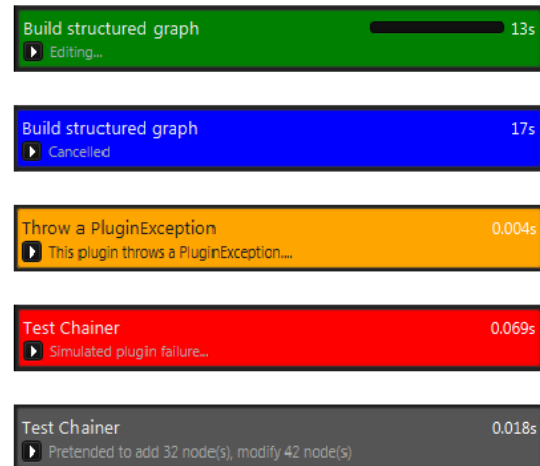 Build structured graph 13s
Editing...
Build structured graph 17s
Cancelled
Throw a PluginException 0.004s
This plugin throws a PluginException....
Test Chainer 0.069s
Simulated plugin failure...
Test Chainer 0.018s
Pretended to add 32 node(s), modify 42 node(s)